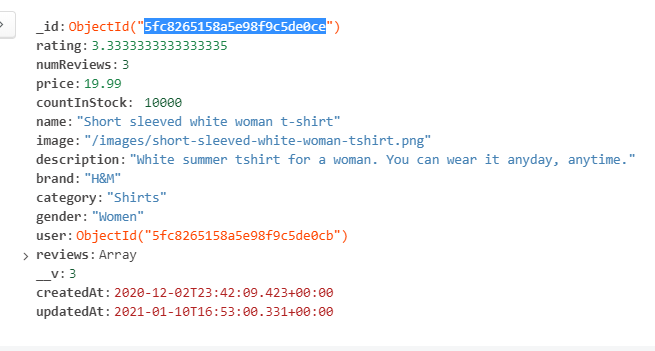 _id:ObjectId("5fc8265158a5e98f9c5de0ce")
rating:3.3333333333333335
numReviews:3
price:19.99
countInStock: 10000
name:"Short sleeved white woman t-shirt"
image:"/images/short-sleeved-white-woman-tshirt.png"
description:"White summer tshirt for a woman. You can wear it anyday, anytime."
brand:"H&M"
category:"Shirts"
gender:"Women"
user:ObjectId("5fc8265158a5e98f9c5de0cb")
reviews:Array
__v:3
createdAt:2020-12-02T23:42:09.423+00:00
updatedAt:2021-01-10T16:53:00.331+00:00